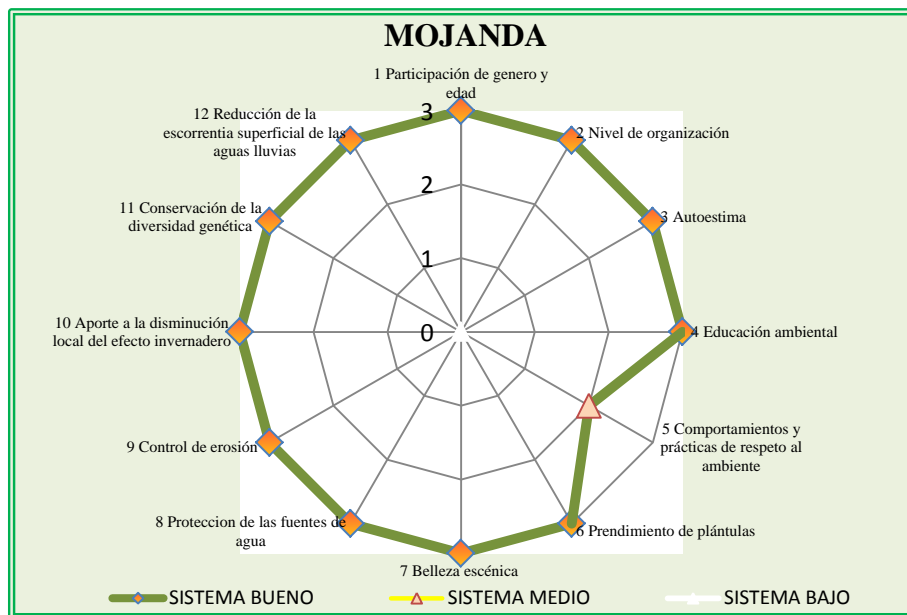 MOJANDA
1 Participación de genero y
edad
2 Nivel de organización
3 Autoestima
4 Educación ambiental
5 Comportamientos y
prácticas de respeto al
ambiente
6 Prendimiento de plántulas
7 Belleza escénica
8 Proteccion de las fuentes de
agua
9 Control de erosión
10 Aporte a la disminución
local del efecto invernadero
11 Conservación de la
diversidad genética
12 Reducción de la
escorrentia superficial de las
aguas lluvias
3
2
1
0
SISTEMA BUENO
SISTEMA MEDIO
SISTEMA BAJO